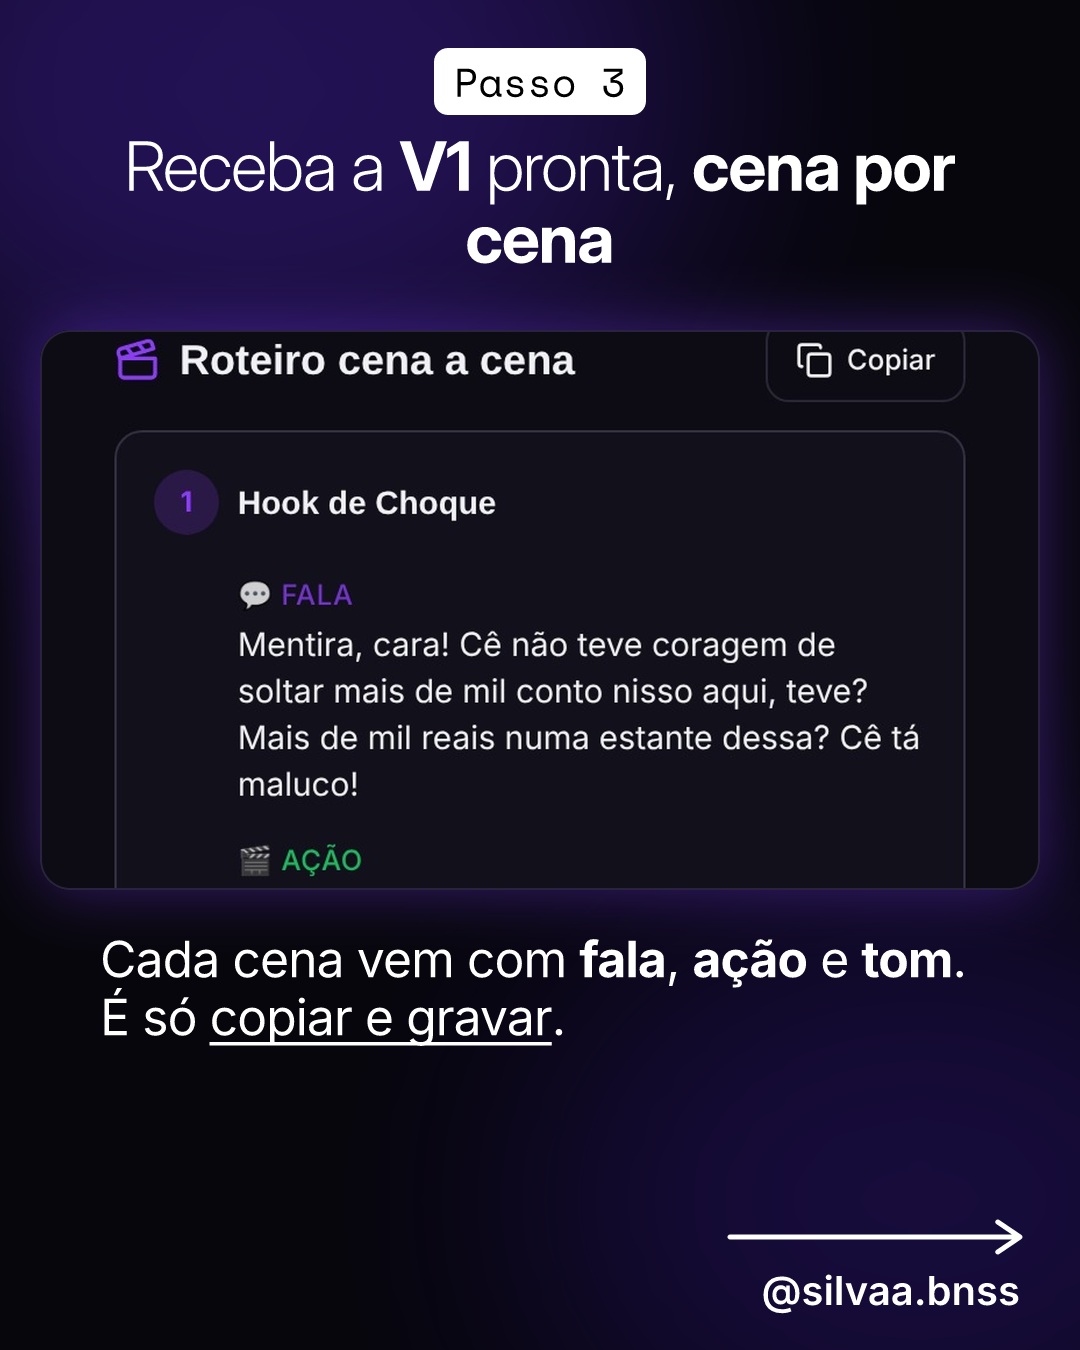 Passo 3
Receba a V1 pronta, cena por
cena
Roteiro cena a cena
Copiar
1
Hook de Choque
💬 FALA
Mentira, cara! Cê não teve coragem de
soltar mais de mil conto nisso aqui, teve?
Mais de mil reais numa estante dessa? Cê tá
maluco!
🎬 AÇÃO
Cada cena vem com fala, ação e tom.
É só copiar e gravar.
@silvaa.bnss